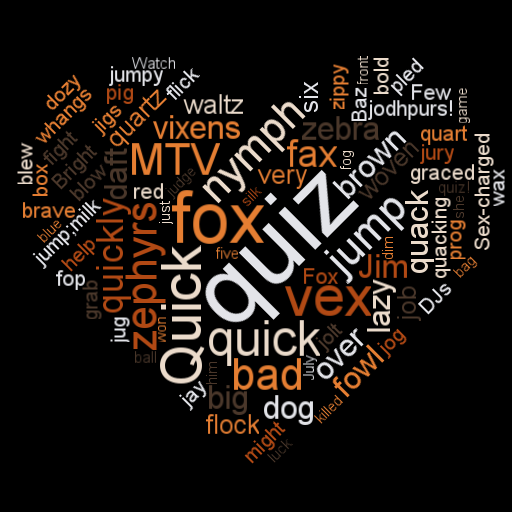 Watch
jumpy
flick
dozy
pig
whangs
jigs
quartz
waltz
six
zippy
front
bold
pled
Baz
Few
jodhpurs!
game
vixens
nymph
zebra
quart
blew
fight
Bright
daft
MTV
fax
fog
brown
woven
jury
box
blow
judge
very
graced
Sex-charged
wax
red
silk
quiz
brave
milk
just
fox
quiz
jump
quack
quacking
she
blue
jump;
quickly
zephyrs
five
dim
prog
help
fop
Quick
Fox
Jim
bag
grab
vex
lazy
job
DJs
jug
won
quick
jolt
over
jog
ball
him
bad
July
fowl
jay
big
dog
killed
flock
might
luck